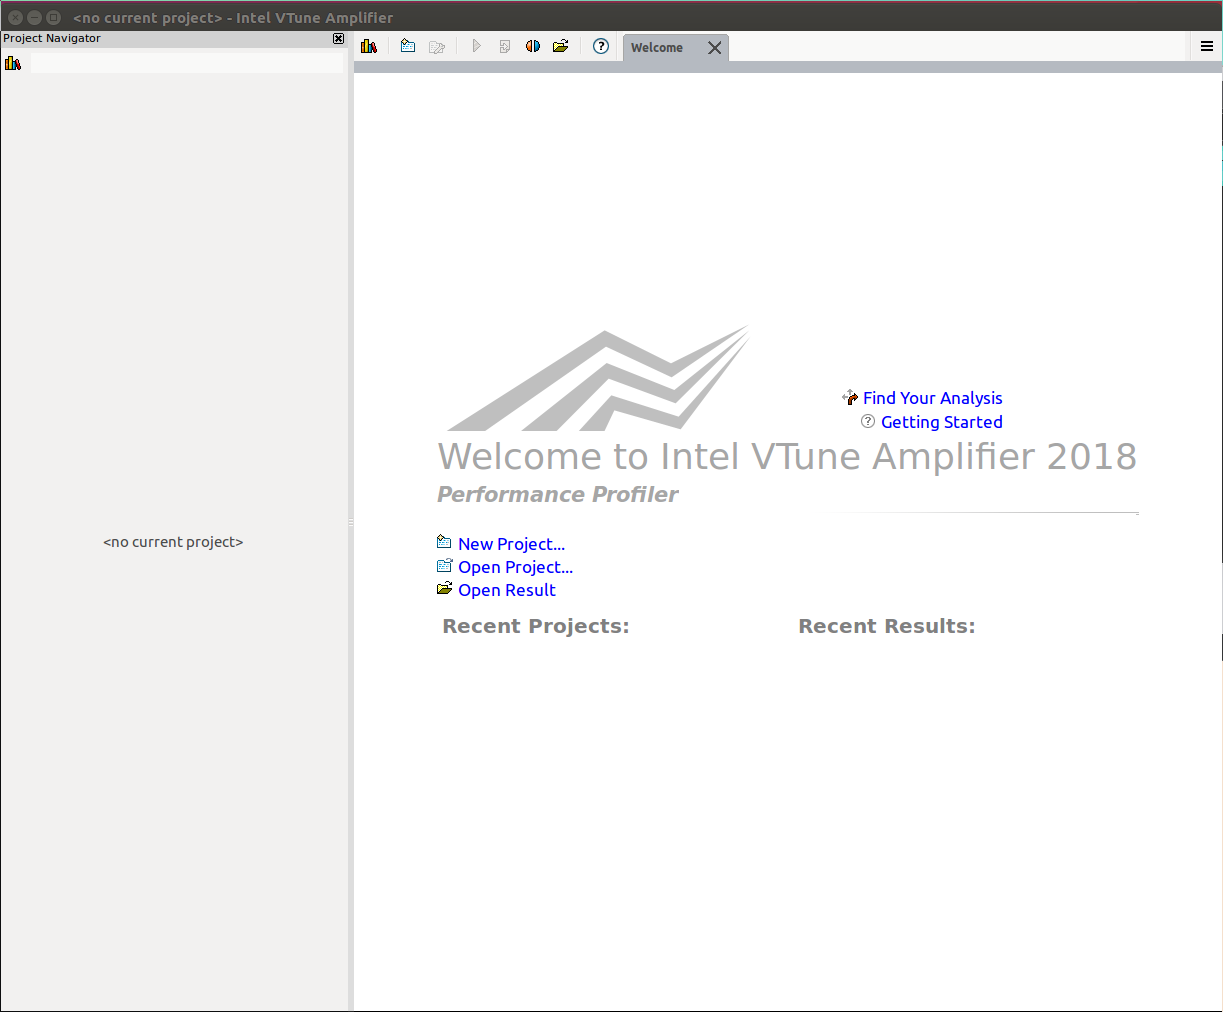 <no current project> - Intel VTune Amplifier
Project Navigator
Welcome
<no current project>
Find Your Analysis
Getting Started
Welcome to Intel VTune Amplifier 2018
Performance Profiler
New Project...
Open Project...
Open Result
Recent Projects:
Recent Results: